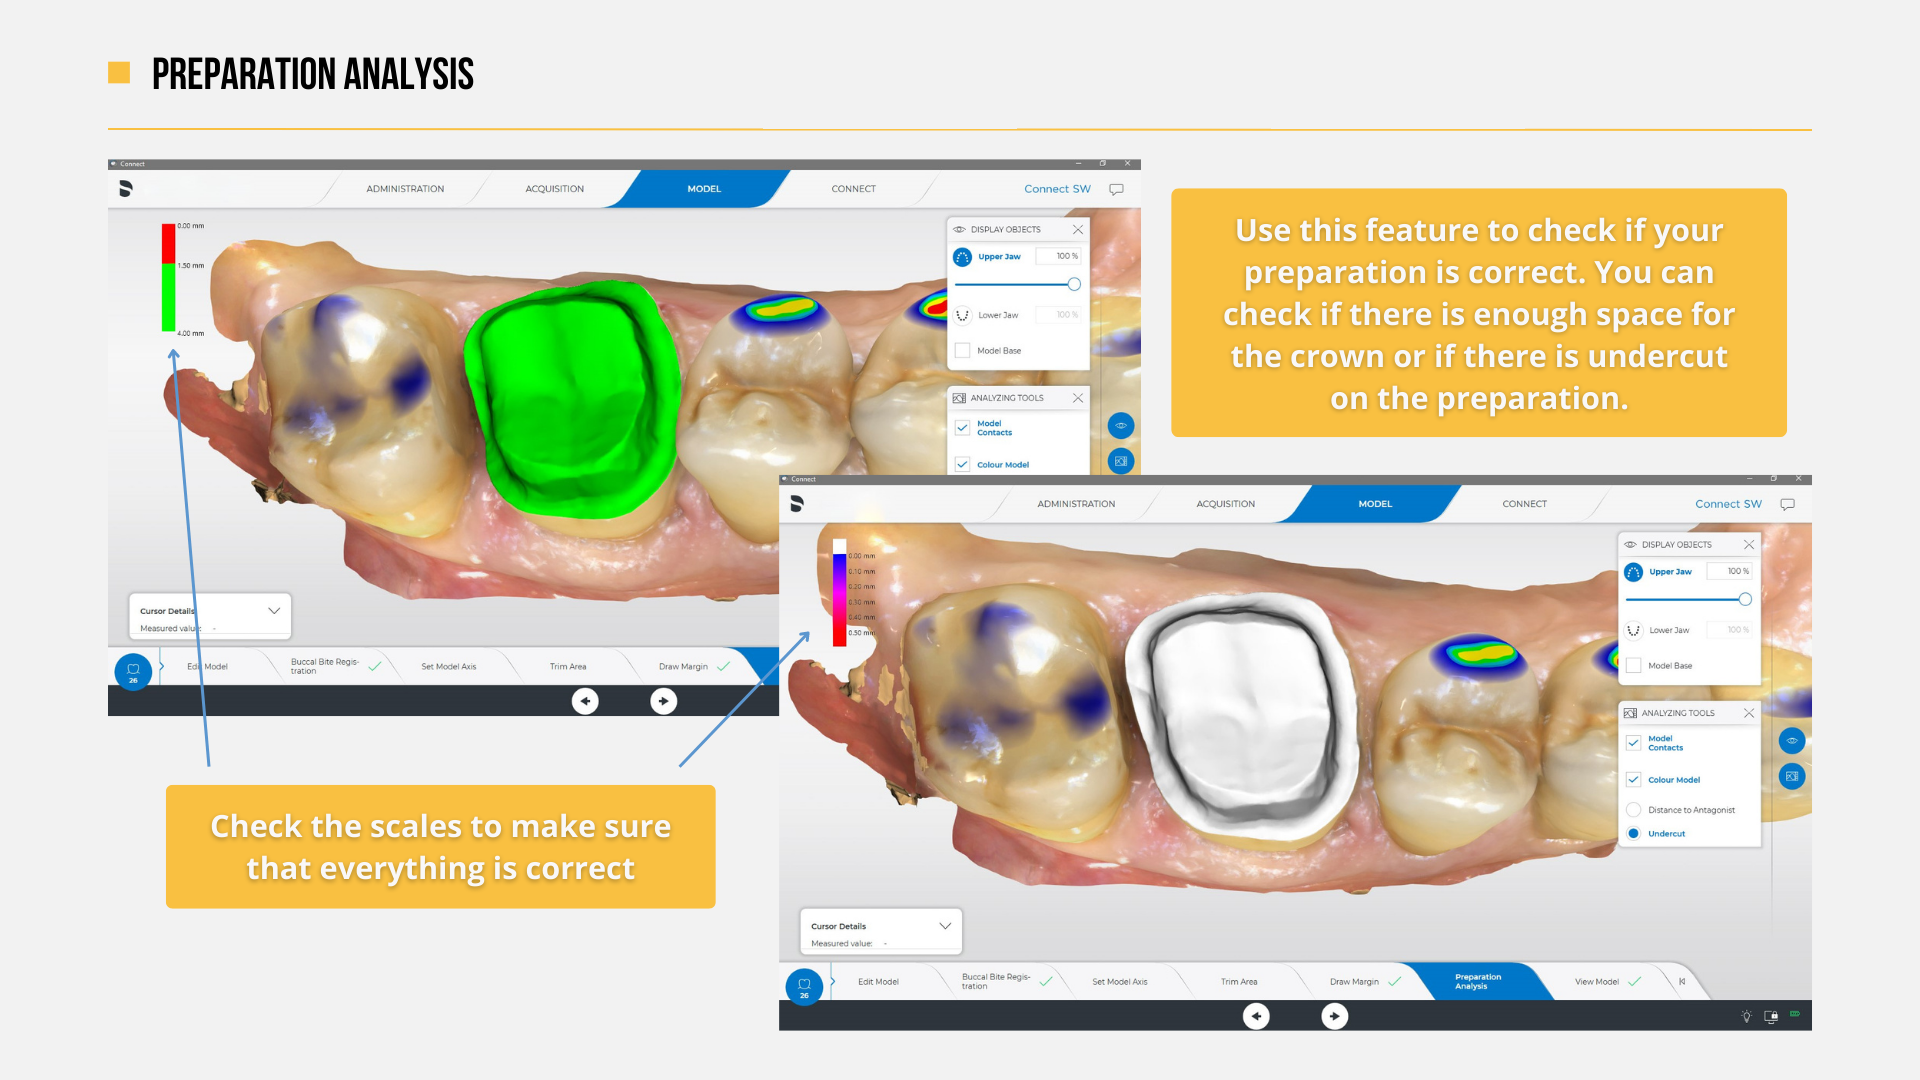 PREPARATION ANALYSIS
Connect
ADMINISTRATION
ACQUISITION
MODEL
CONNECT
Connect SW
0.00 mm
1.50 mm
4.00 mm
DISPLAY OBJECTS
Upper Jaw
100 %
Lower Jaw
100 %
Model Base
ANALYZING TOOLS
Model
Contacts
Colour Model
Cursor Details
Measured value: -
26
Edit Model
Buccal Bite Regis-
tration
Set Model Axis
Trim Area
Draw Margin
Use this feature to check if your
preparation is correct. You can
check if there is enough space for
the crown or if there is undercut
on the preparation.
Check the scales to make sure
that everything is correct
Connect
ADMINISTRATION
ACQUISITION
MODEL
CONNECT
Connect SW
0.00 mm
0.10 mm
0.20 mm
0.30 mm
0.40 mm
0.50 mm
DISPLAY OBJECTS
Upper Jaw
100 %
Lower Jaw
100 %
Model Base
ANALYZING TOOLS
Model
Contacts
Colour Model
Distance to Antagonist
Undercut
Cursor Details
Measured value: -
26
Edit Model
Buccal Bite Regis-
tration
Set Model Axis
Trim Area
Draw Margin
Preparation
Analysis
View Model